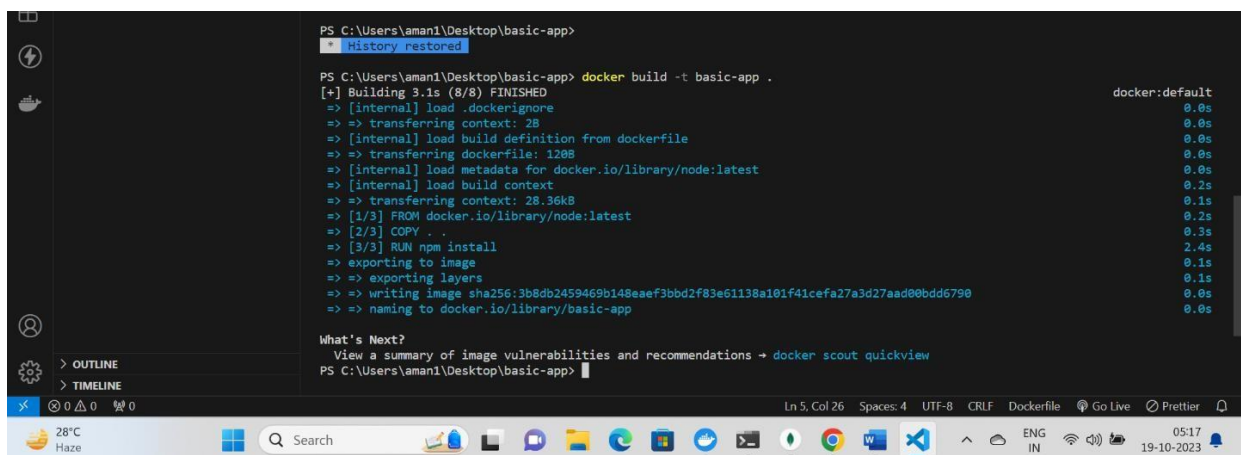 PS C:\Users\aman1\Desktop\basic-app>
* History restored
PS C:\Users\aman1\Desktop\basic-app> docker build -t basic-app .
[+] Building 3.1s (8/8) FINISHED docker:default
=> [internal] load .dockerignore 0.0s
=> => transferring context: 2B 0.0s
=> [internal] load build definition from dockerfile 0.0s
=> => transferring dockerfile: 120B 0.0s
=> [internal] load metadata for docker.io/library/node:latest 0.0s
=> [internal] load build context 0.2s
=> => transferring context: 28.36kB 0.1s
=> [1/3] FROM docker.io/library/node:latest 0.2s
=> [2/3] COPY . . 0.3s
=> [3/3] RUN npm install 2.4s
=> exporting to image 0.1s
=> => exporting layers 0.1s
=> => writing image sha256:3b8db2459469b148eaef3bbd2f83e61138a101f41cefa27a3d27aad00bdd6790 0.0s
=> => naming to docker.io/library/basic-app 0.0s
What's Next?
View a summary of image vulnerabilities and recommendations → docker scout quickview
PS C:\Users\aman1\Desktop\basic-app>
> OUTLINE
> TIMELINE
0 0 0 Ln 5, Col 26 Spaces: 4 UTF-8 CRLF Dockerfile Go Live Prettier
28°C
Haze
Search
ENG
IN
05:17
19-10-2023